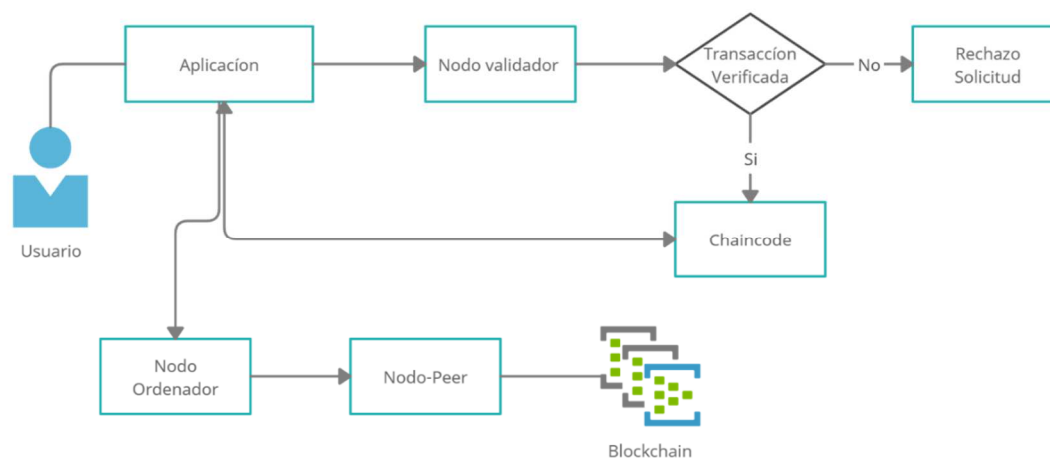 Aplicacíon
Nodo validador
Transaccíon
Verificada
No
Rechazo
Solicitud
Si
Usuario
Chaincode
Nodo
Ordenador
Nodo-Peer
Blockchain